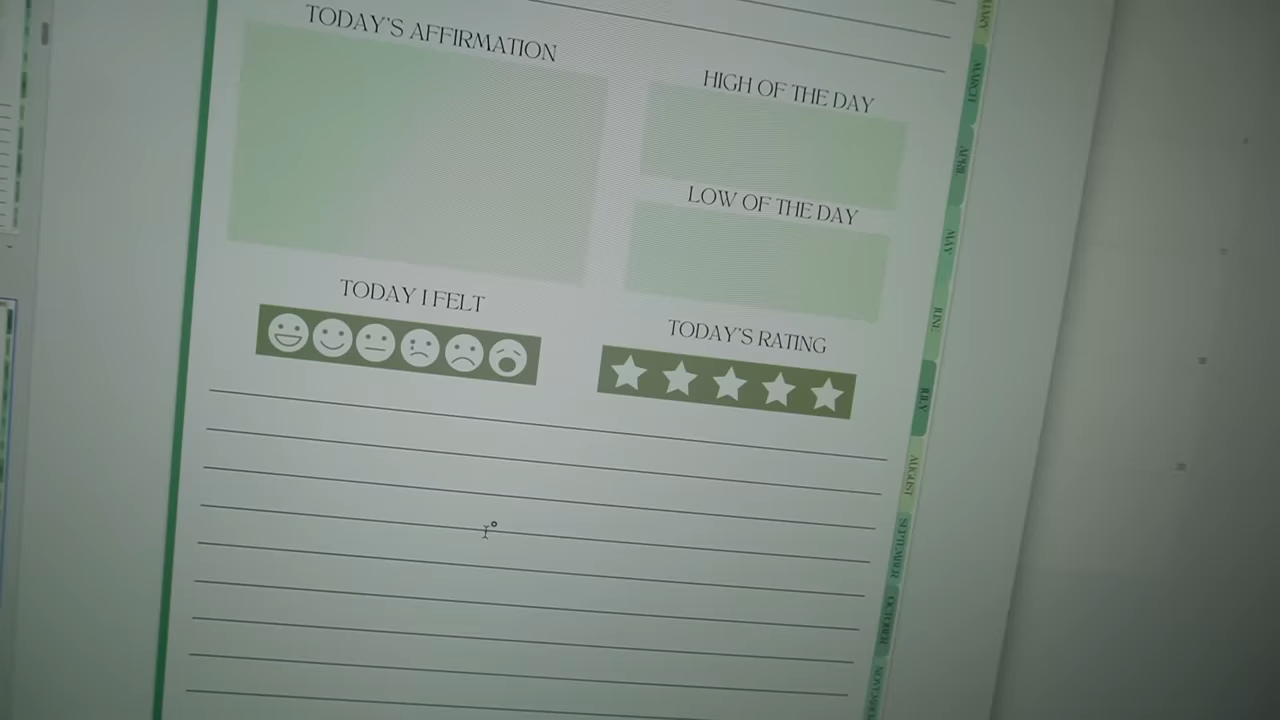 TODAY'S AFFIRMATION
HIGH OF THE DAY
LOW OF THE DAY
TODAY I FELT
TODAY'S RATING
MARCH
APRIL
MAY
JUNE
JULY
AUGUST
SEPTEMBER
OCTOBER